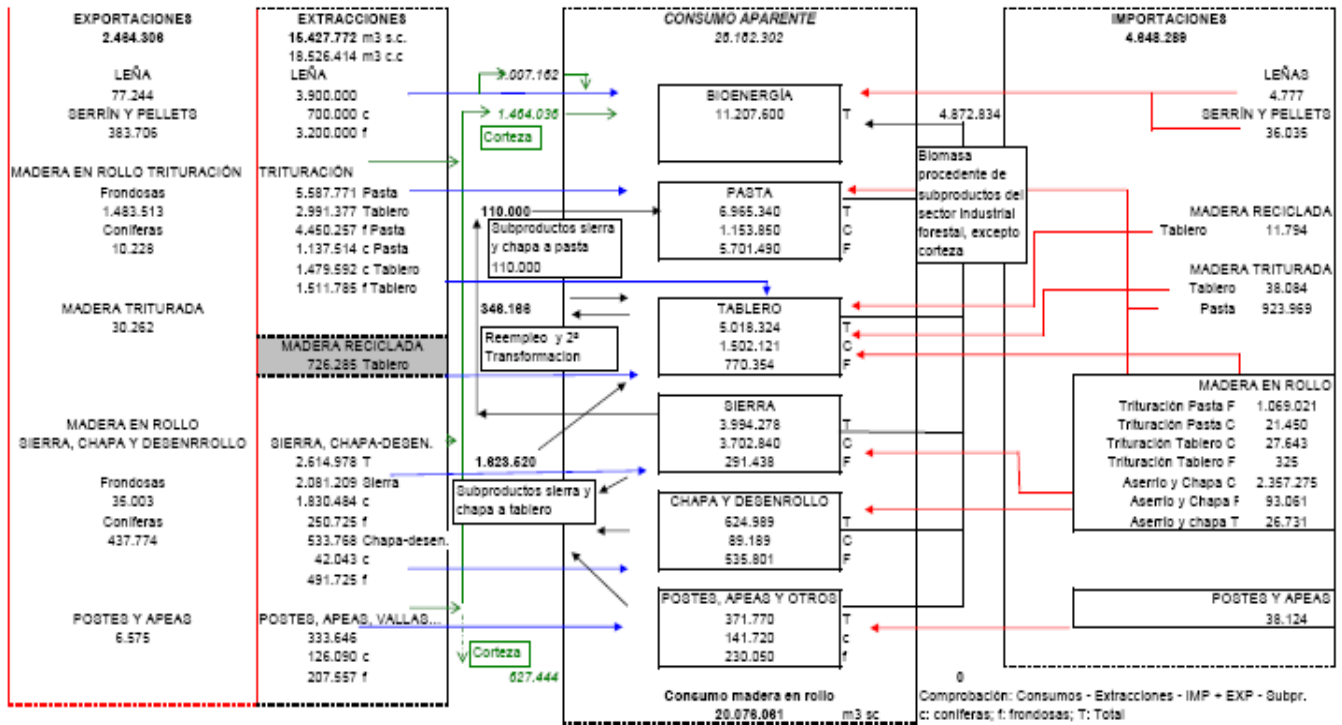 EXPORTACIONES
2.464.306
LEÑA
77.244
SERRÍN Y PELLETS
383.706
MADERA EN ROLLO TRITURACIÓN
Frondosas
1.483.513
Coníferas
10.228
MADERA TRITURADA
30.262
MADERA EN ROLLO
SIERRA, CHAPA Y DESENRROLLO
Frondosas
35.003
Coníferas
437.774
POSTES Y APEAS
6.575
EXTRACCIONES
15.427.772 m3 s.c.
18.526.414 m3 c.c
LEÑA
3.900.000
700.000 c
3.200.000 f
TRITURACIÓN
5.587.771 Pasta
2.991.377 Tablero
4.450.257 f Pasta
1.137.514 c Pasta
1.479.592 c Tablero
1.511.785 f Tablero
MADERA RECICLADA
726.285 Tablero
SIERRA, CHAPA-DESEN.
2.614.978 T
2.081.209 Sierra
1.830.484 c
250.725 f
533.768 Chapa-desen.
42.043 c
491.725 f
POSTES, APEAS, VALLAS...
333.646
126.090 c
207.557 f
.007.162
1.464.036
Corteza
110.000
Subproductos sierra
y chapa a pasta
110.000
346.166
Reempleo y 2ª
Transformacion
1.623.520
Subproductos sierra y
chapa a tablero
Corteza
627.444
CONSUMO APARENTE
26.162.302
BIOENERGÍA
11.207.600 T
PASTA
6.965.340 T
1.153.850 C
5.701.490 F
TABLERO
5.018.324 T
1.502.121 C
770.354 F
SIERRA
3.994.278 T
3.702.840 C
291.438 F
CHAPA Y DESENROLLO
624.989 T
89.189 C
535.801 F
POSTES, APEAS Y OTROS
371.770 T
141.720 c
230.050 f
Consumo madera en rollo
20.076.061 m3 sc
4.872.834
Biomasa
procedente de
subproductos del
sector Industrial
forestal, excepto
corteza
0
Comprobación: Consumos - Extracciones - IMP + EXP - Subpr.
c: coníferas; f: frondosas; T: Total
IMPORTACIONES
4.648.289
LEÑAS
4.777
SERRÍN Y PELLETS
36.035
MADERA RECICLADA
Tablero 11.794
MADERA TRITURADA
Tablero 38.084
Pasta 923.969
MADERA EN ROLLO
Trituración Pasta F 1.069.021
Trituración Pasta C 21.450
Trituración Tablero C 27.643
Trituración Tablero F 325
Aserrio y Chapa C 2.357.275
Aserrio y Chapa F 93.061
Aserrio y chapa T 26.731
POSTES Y APEAS
38.124